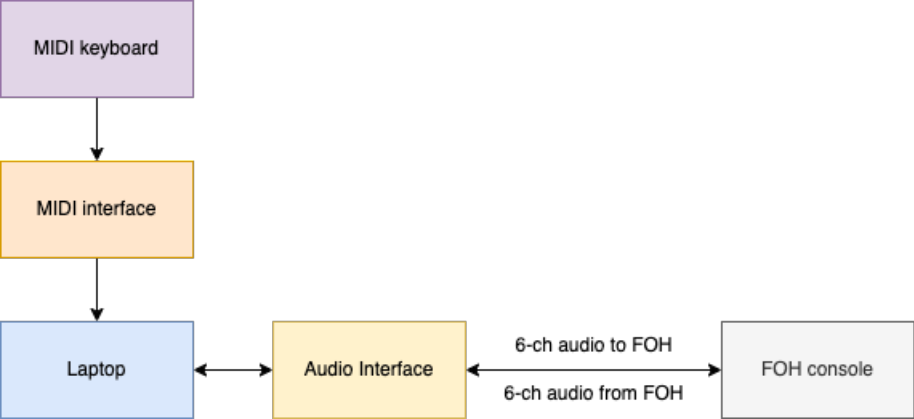 MIDI keyboard
MIDI interface
Laptop
Audio Interface
6-ch audio to FOH
6-ch audio from FOH
FOH console